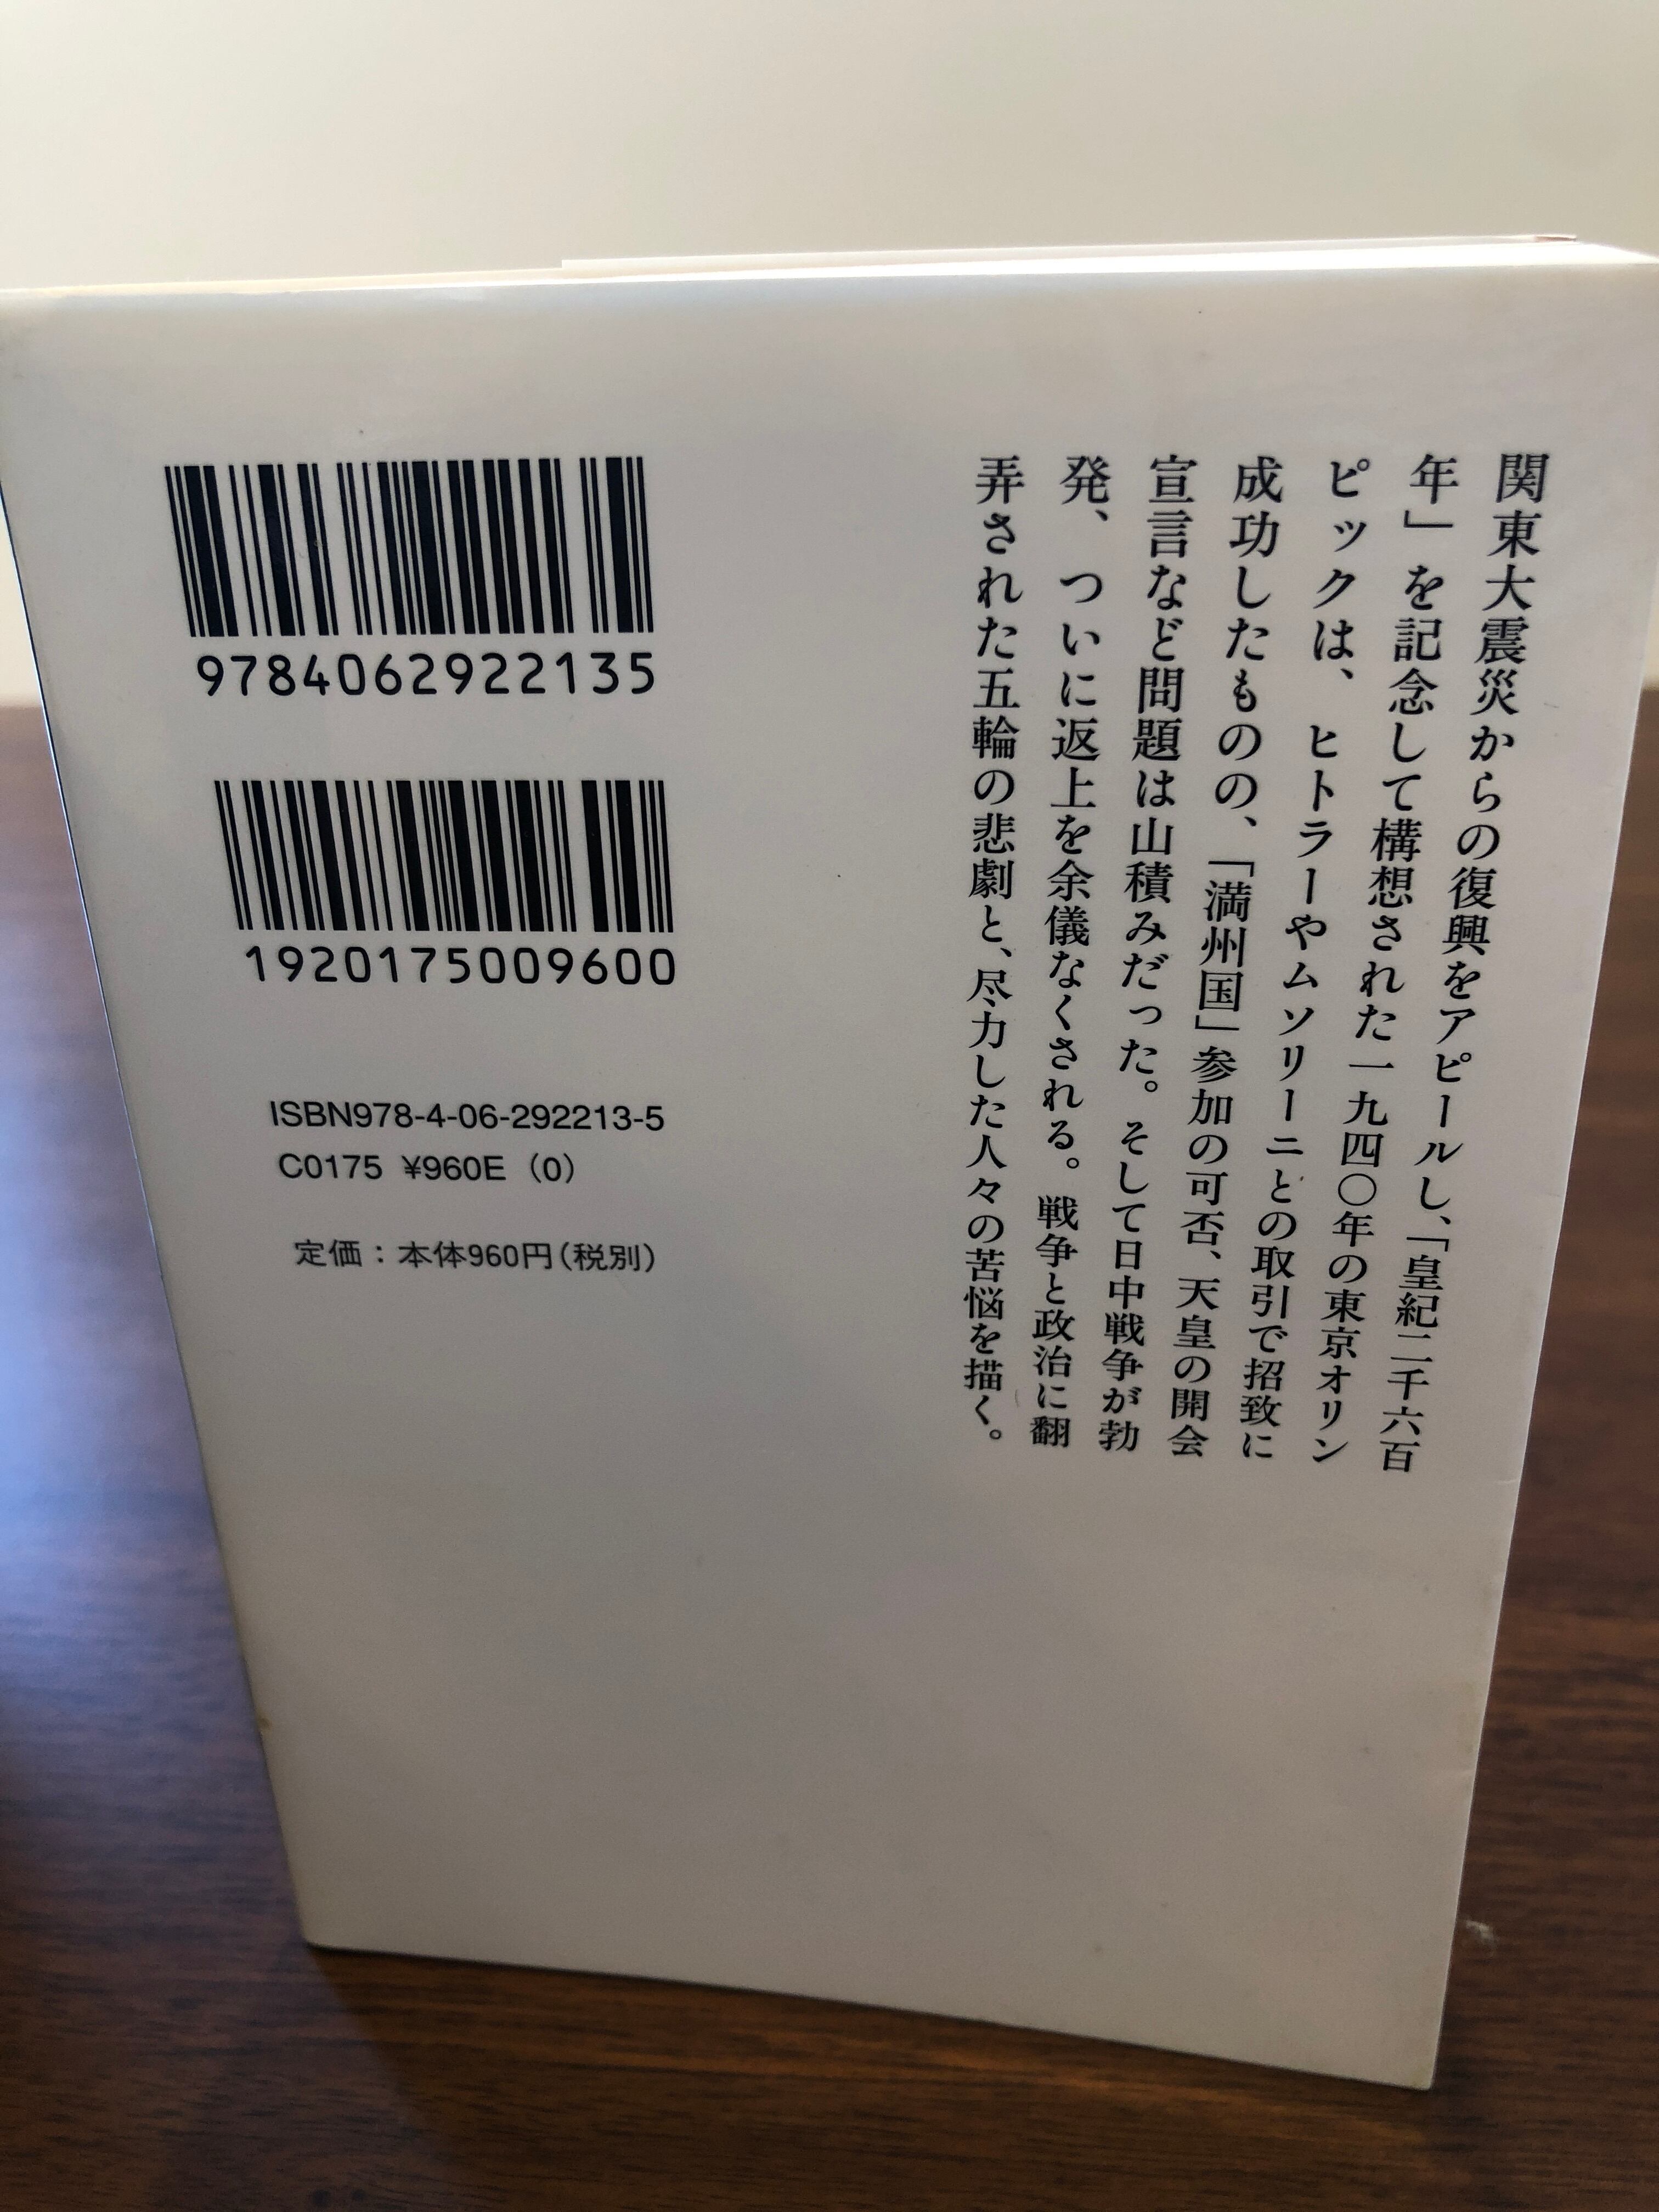 関東大震災からの復興をアピールし、「皇紀二千六百
年」を記念して構想された一九四〇年の東京オリン
ピックは、ヒトラーやムソリーニとの取引で招致に
成功したものの、「満州国」参加の可否、天皇の開会
宣言など問題は山積みだった。そして日中戦争が勃
発、ついに返上を余儀なくされる。戦争と政治に翻
弄された五輪の悲劇と、尽力した人々の苦悩を描く。
9784062922135
1920175009600
ISBN978-4-06-292213-5
C0175 ¥960E (0)
定価：本体960円(税別)